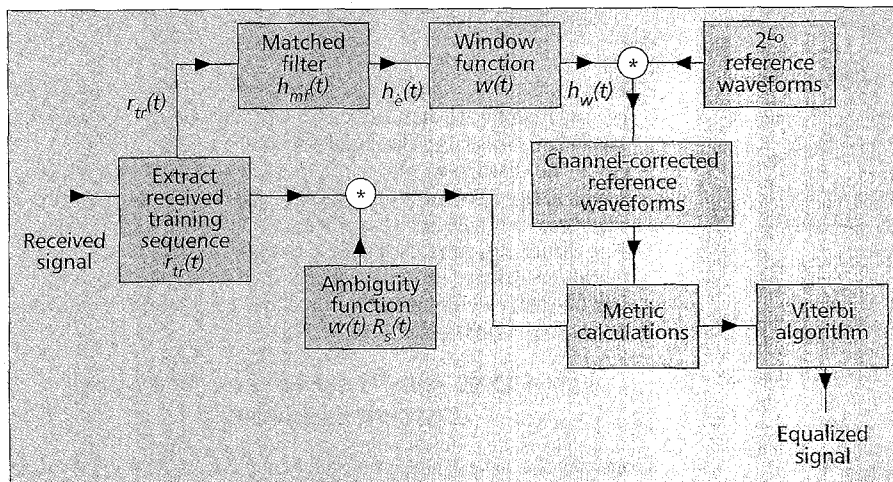 Matched
filter
h_mf(t)
Window
function
w(t)
2^Lo
reference
waveforms
r_tr(t)
h_e(t)
h_w(t)
*
Extract
received
training
sequence
r_tr(t)
*
Channel-corrected
reference
waveforms
Received
signal
Ambiguity
function
w(t) R_s(t)
Metric
calculations
Viterbi
algorithm
Equalized
signal